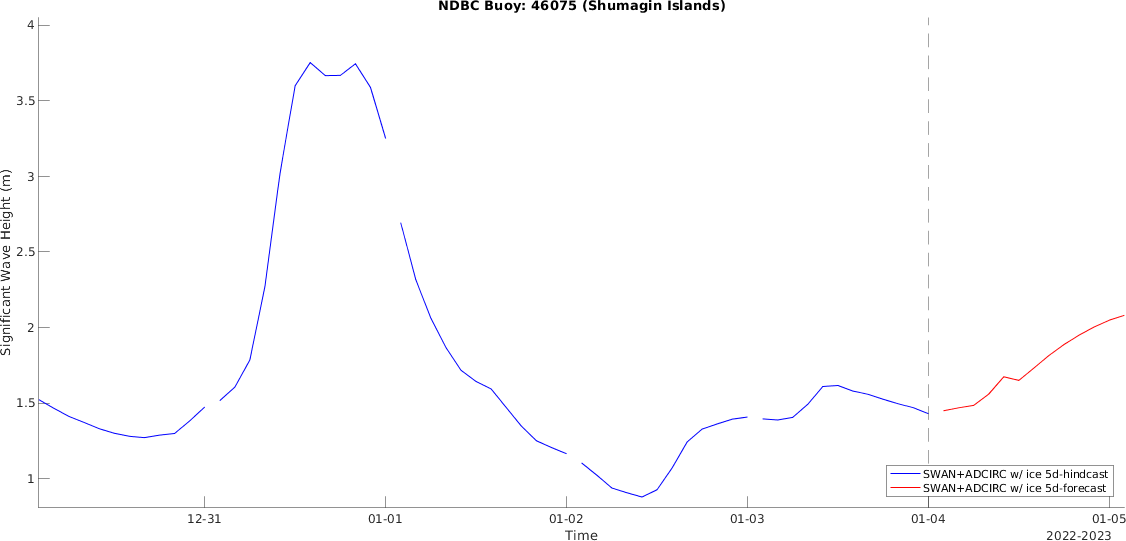 NDBC Buoy: 46075 (Shumagin Islands)
4
3.5
3
2.5
2
1.5
1
Significant Wave Height (m)
12-31
01-01
01-02
01-03
01-04
01-05
Time
2022-2023
SWAN+ADCIRC w/ ice 5d-hindcast
SWAN+ADCIRC w/ ice 5d-forecast